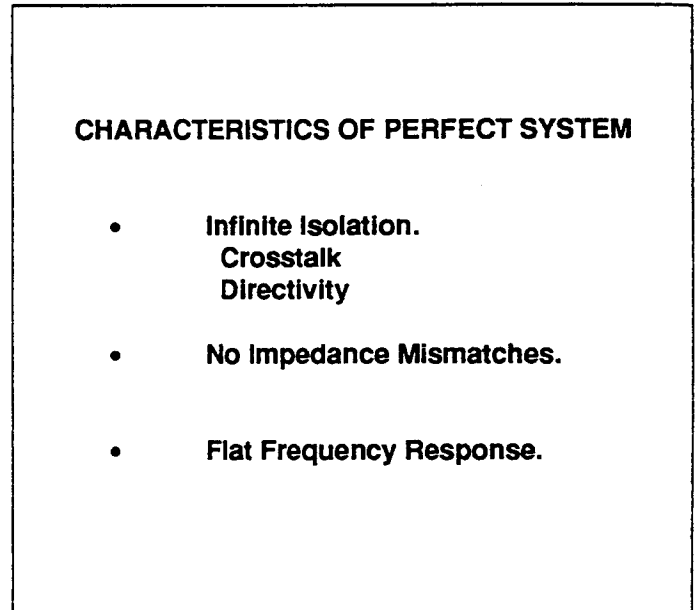 CHARACTERISTICS OF PERFECT SYSTEM
• Infinite Isolation.
Crosstalk
Directivity
• No Impedance Mismatches.
• Flat Frequency Response.